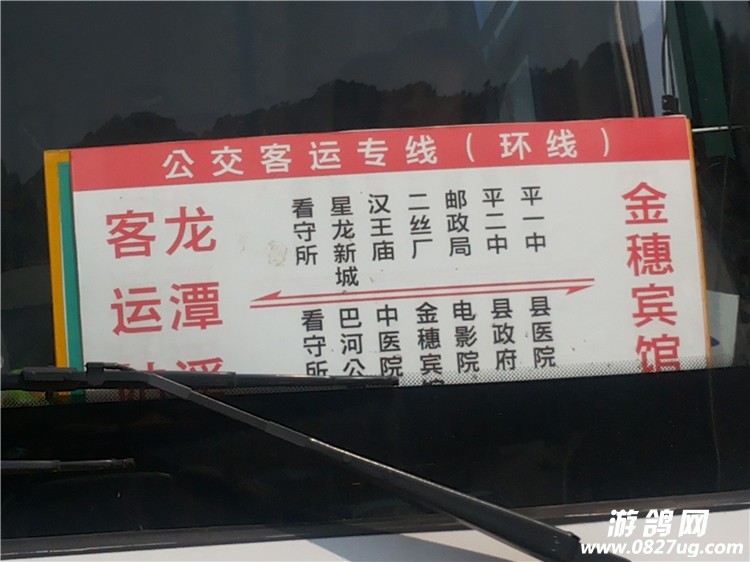 公交客运专线（环线）
龙潭
客运
看守所
星龙新城
汉王庙
二丝厂
邮政局
平二中
平一中
看守所
巴河公
中医院
金穗宾馆
电影院
县政府
县医院
金穗宾馆
游鸽网
www.0827ug.com